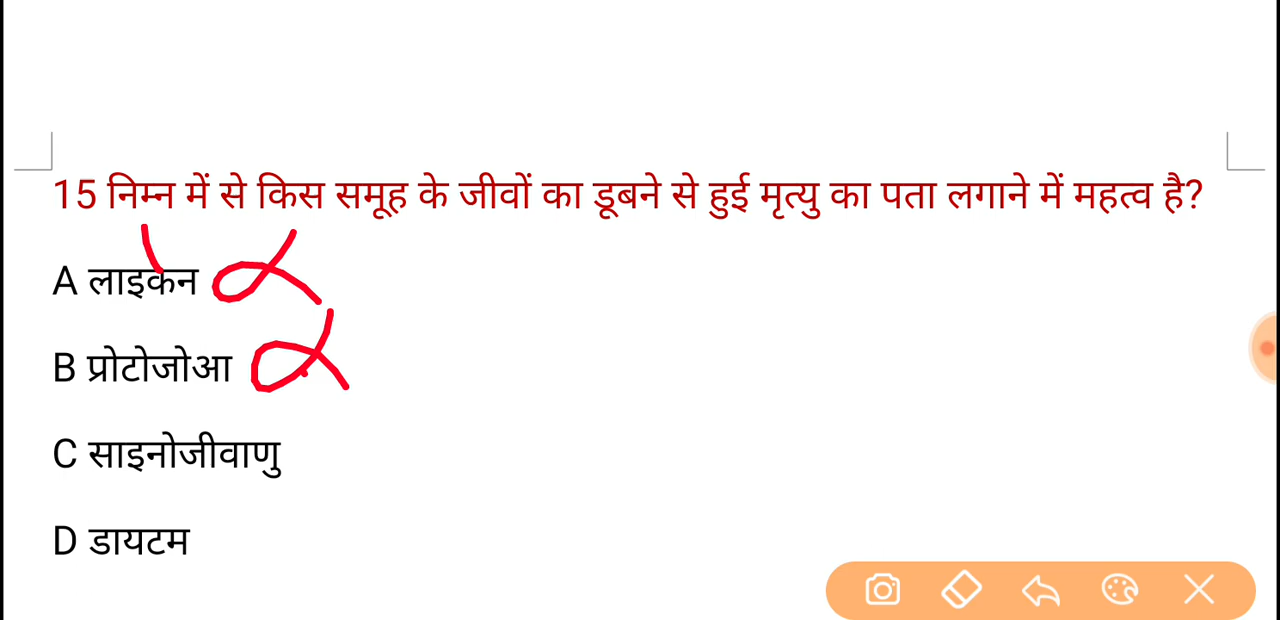 15 निम्न में से किस समूह के जीवों का डूबने से हुई मृत्यु का पता लगाने में महत्व है?
A लाइकेन
B प्रोटोजोआ
C साइनोजीवाणु
D डायटम